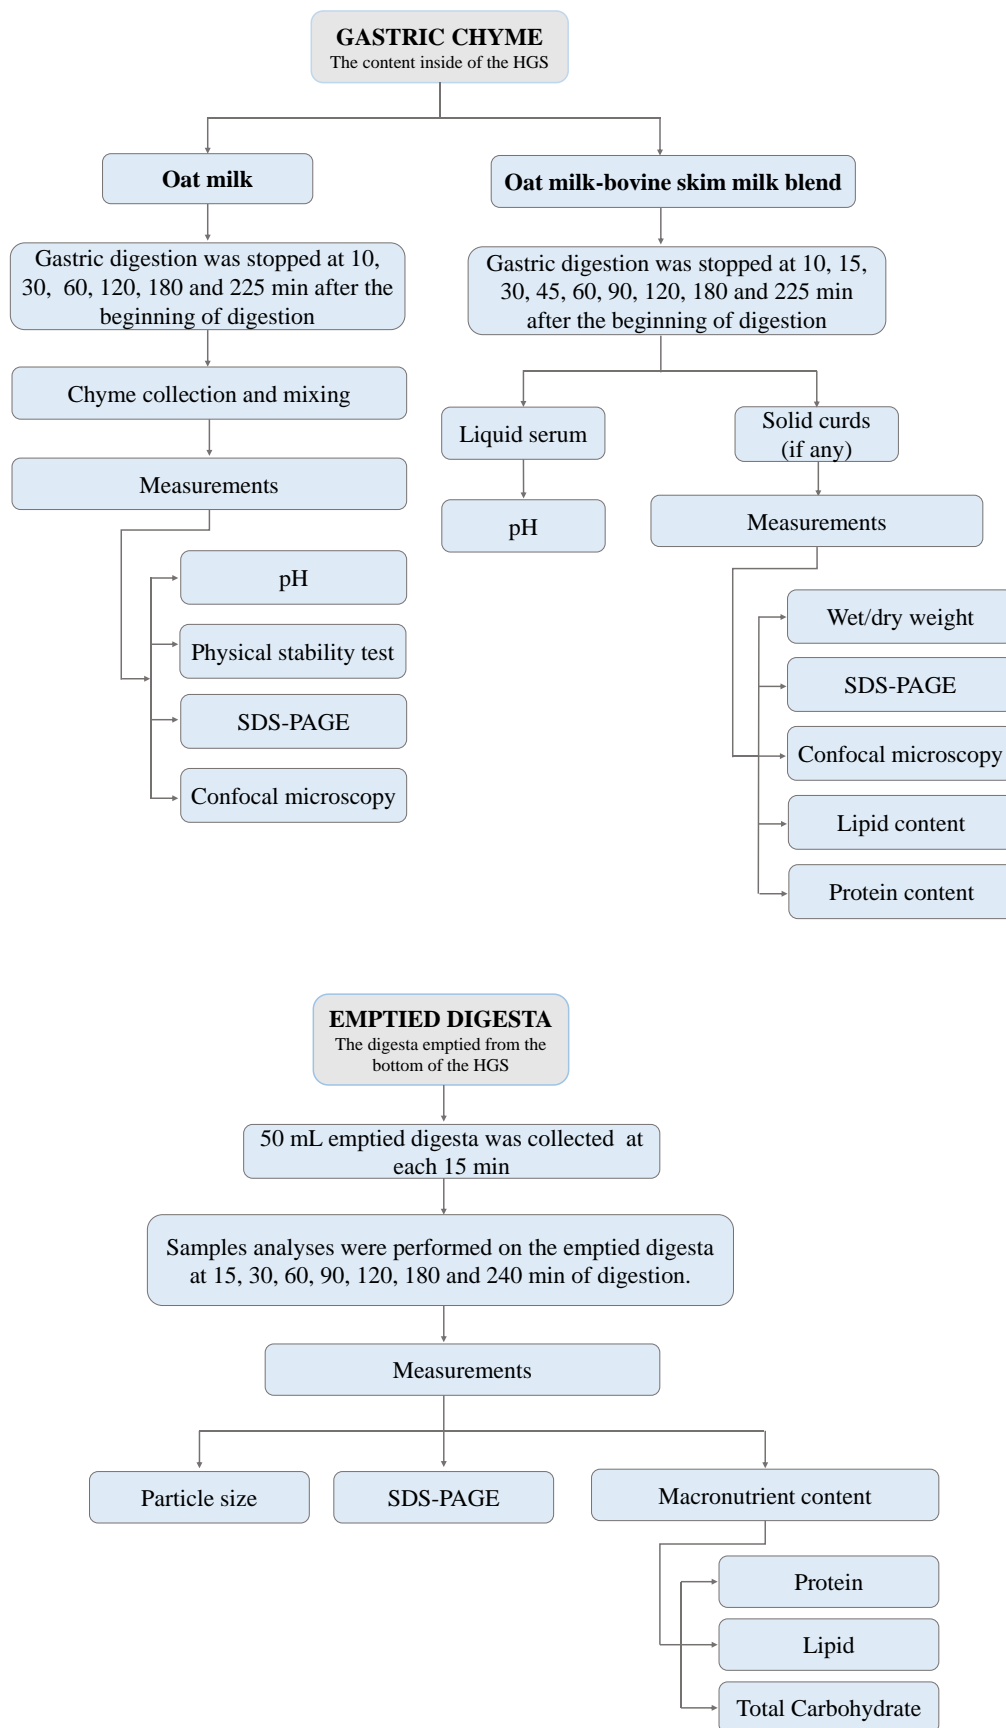 GASTRIC CHYME
The content inside of the HGS
Oat milk
Gastric digestion was stopped at 10,
30, 60, 120, 180 and 225 min after the
beginning of digestion
Chyme collection and mixing
Measurements
pH
Physical stability test
SDS-PAGE
Confocal microscopy
Oat milk-bovine skim milk blend
Gastric digestion was stopped at 10, 15,
30, 45, 60, 90, 120, 180 and 225 min
after the beginning of digestion
Liquid serum
pH
Solid curds
(if any)
Measurements
Wet/dry weight
SDS-PAGE
Confocal microscopy
Lipid content
Protein content
EMPTIED DIGESTA
The digesta emptied from the
bottom of the HGS
50 mL emptied digesta was collected at
each 15 min
Samples analyses were performed on the emptied digesta
at 15, 30, 60, 90, 120, 180 and 240 min of digestion.
Measurements
Particle size
SDS-PAGE
Macronutrient content
Protein
Lipid
Total Carbohydrate